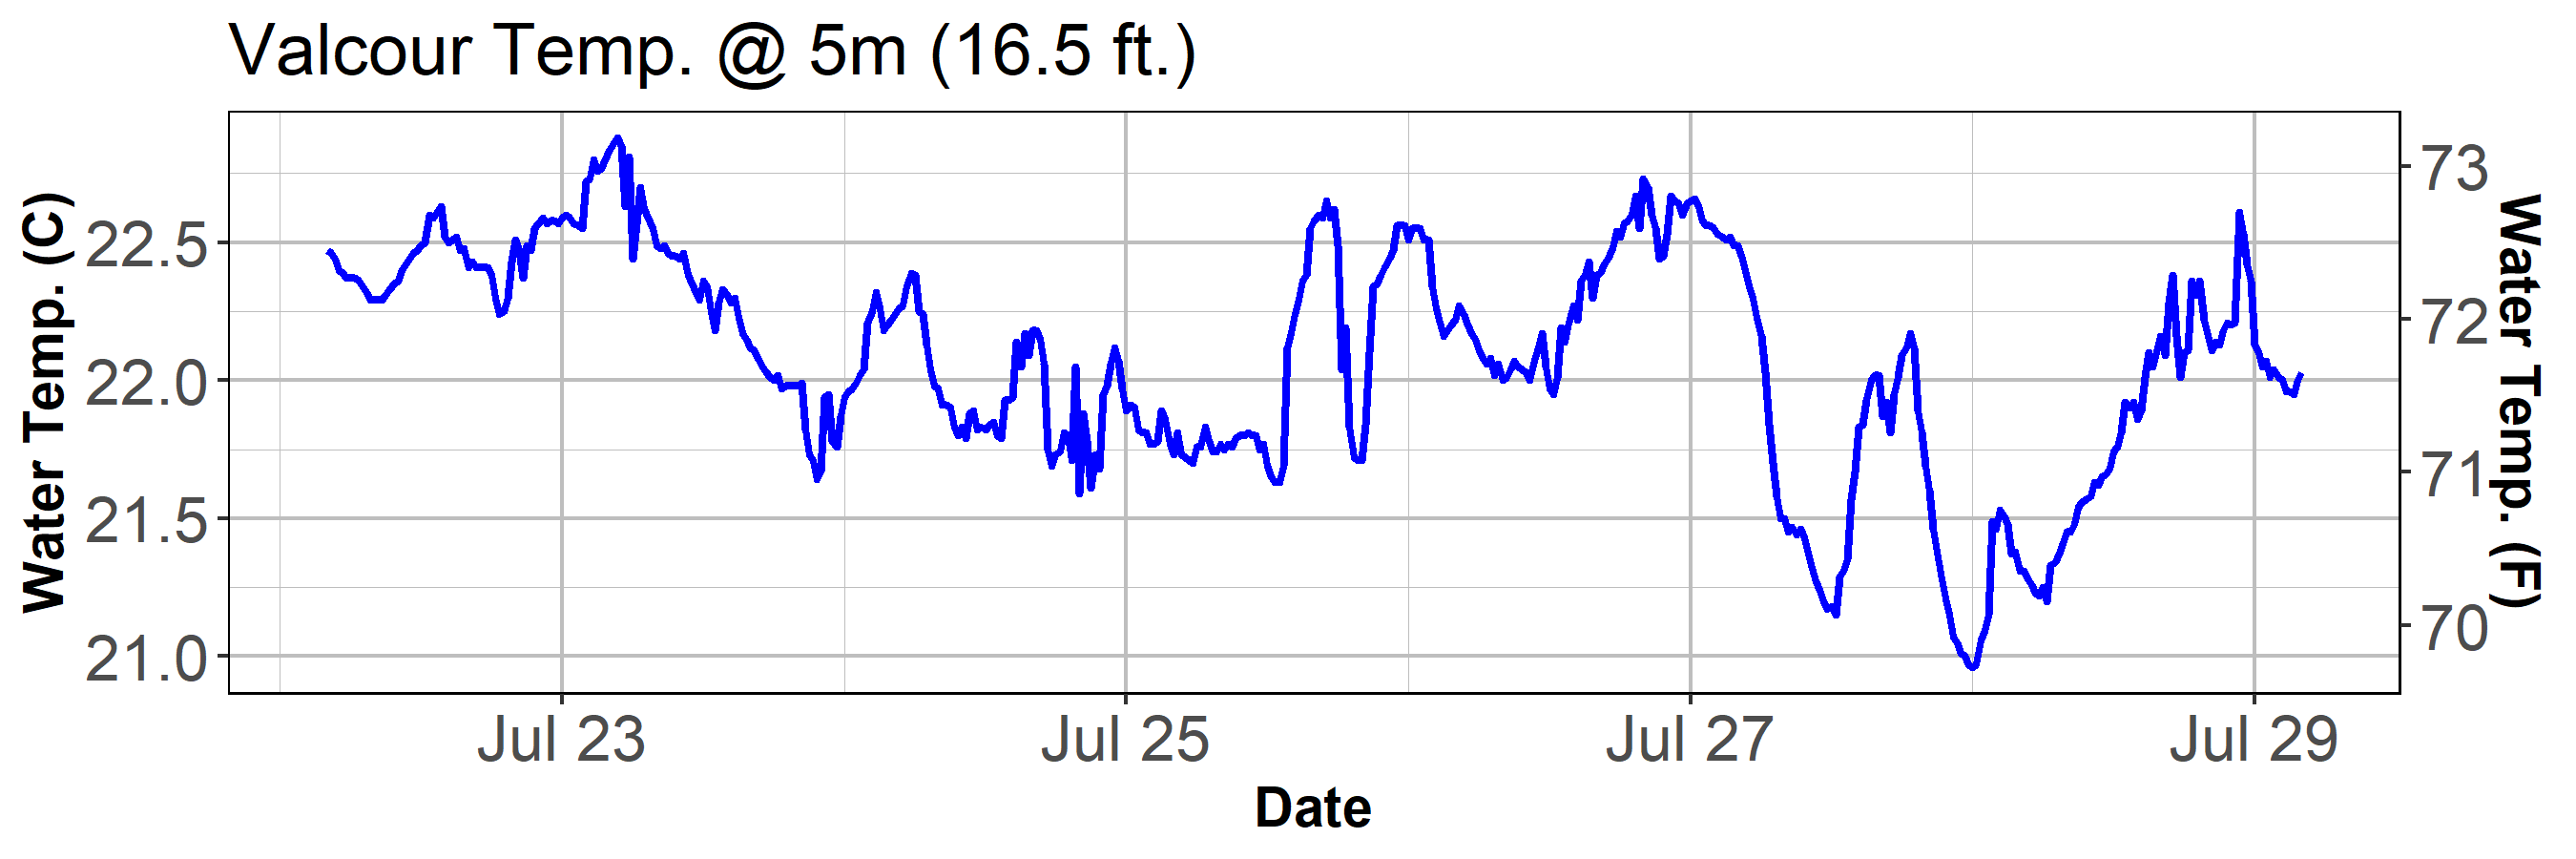 Valcour Temp. @ 5m (16.5 ft.)
Water Temp. (C)
22.5
22.0
21.5
21.0
73
72
71
70
Water Temp. (F)
Jul 23
Jul 25
Jul 27
Jul 29
Date